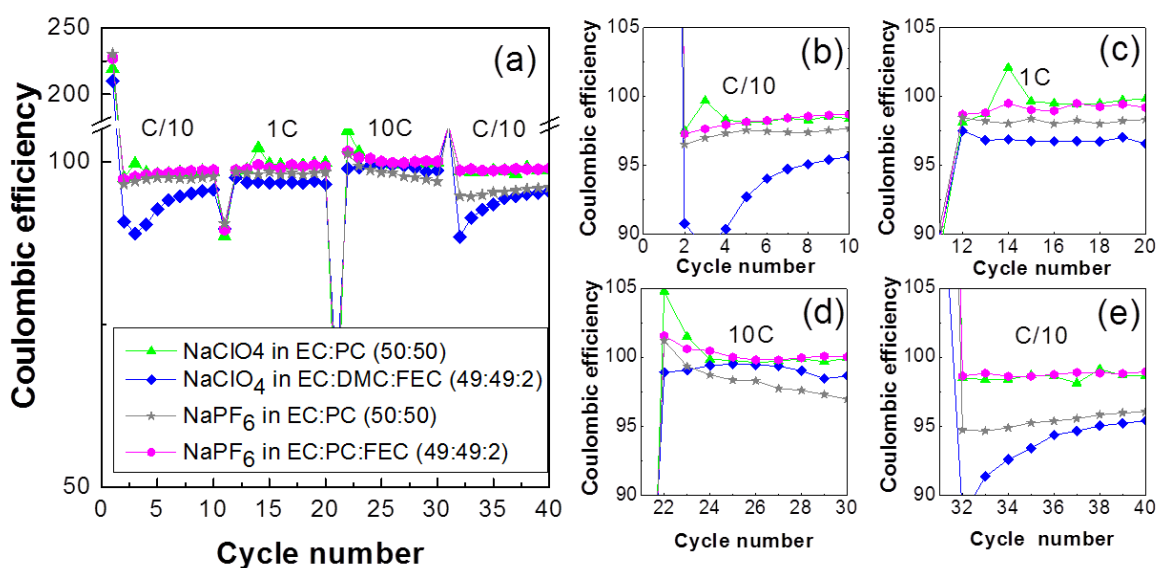 Coulombic efficiency
250
200
100
50
(a)
C/10
1C
10C
C/10
NaClO4 in EC:PC (50:50)
NaClO4 in EC:DMC:FEC (49:49:2)
NaPF6 in EC:PC (50:50)
NaPF6 in EC:PC:FEC (49:49:2)
0 5 10 15 20 25 30 35 40
Cycle number
Coulombic efficiency
105
100
95
90
(b)
C/10
0 2 4 6 8 10
Cycle number
Coulombic efficiency
105
100
95
90
(c)
1C
12 14 16 18 20
Cycle number
Coulombic efficiency
105
100
95
90
(d)
10C
22 24 26 28 30
Cycle number
Coulombic efficiency
105
100
95
90
(e)
C/10
32 34 36 38 40
Cycle number